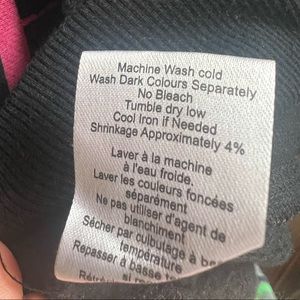 Machine Wash cold
Wash Dark Colours Separately
No Bleach
Tumble dry low
Cool Iron if Needed
Shrinkage Approximately 4%
Laver à la machine
à l'eau froide.
Laver les couleurs foncées
séparément
Ne pas utiliser d'agent de
blanchiment
Sécher par culbutage à
température
Repasser à basse
si